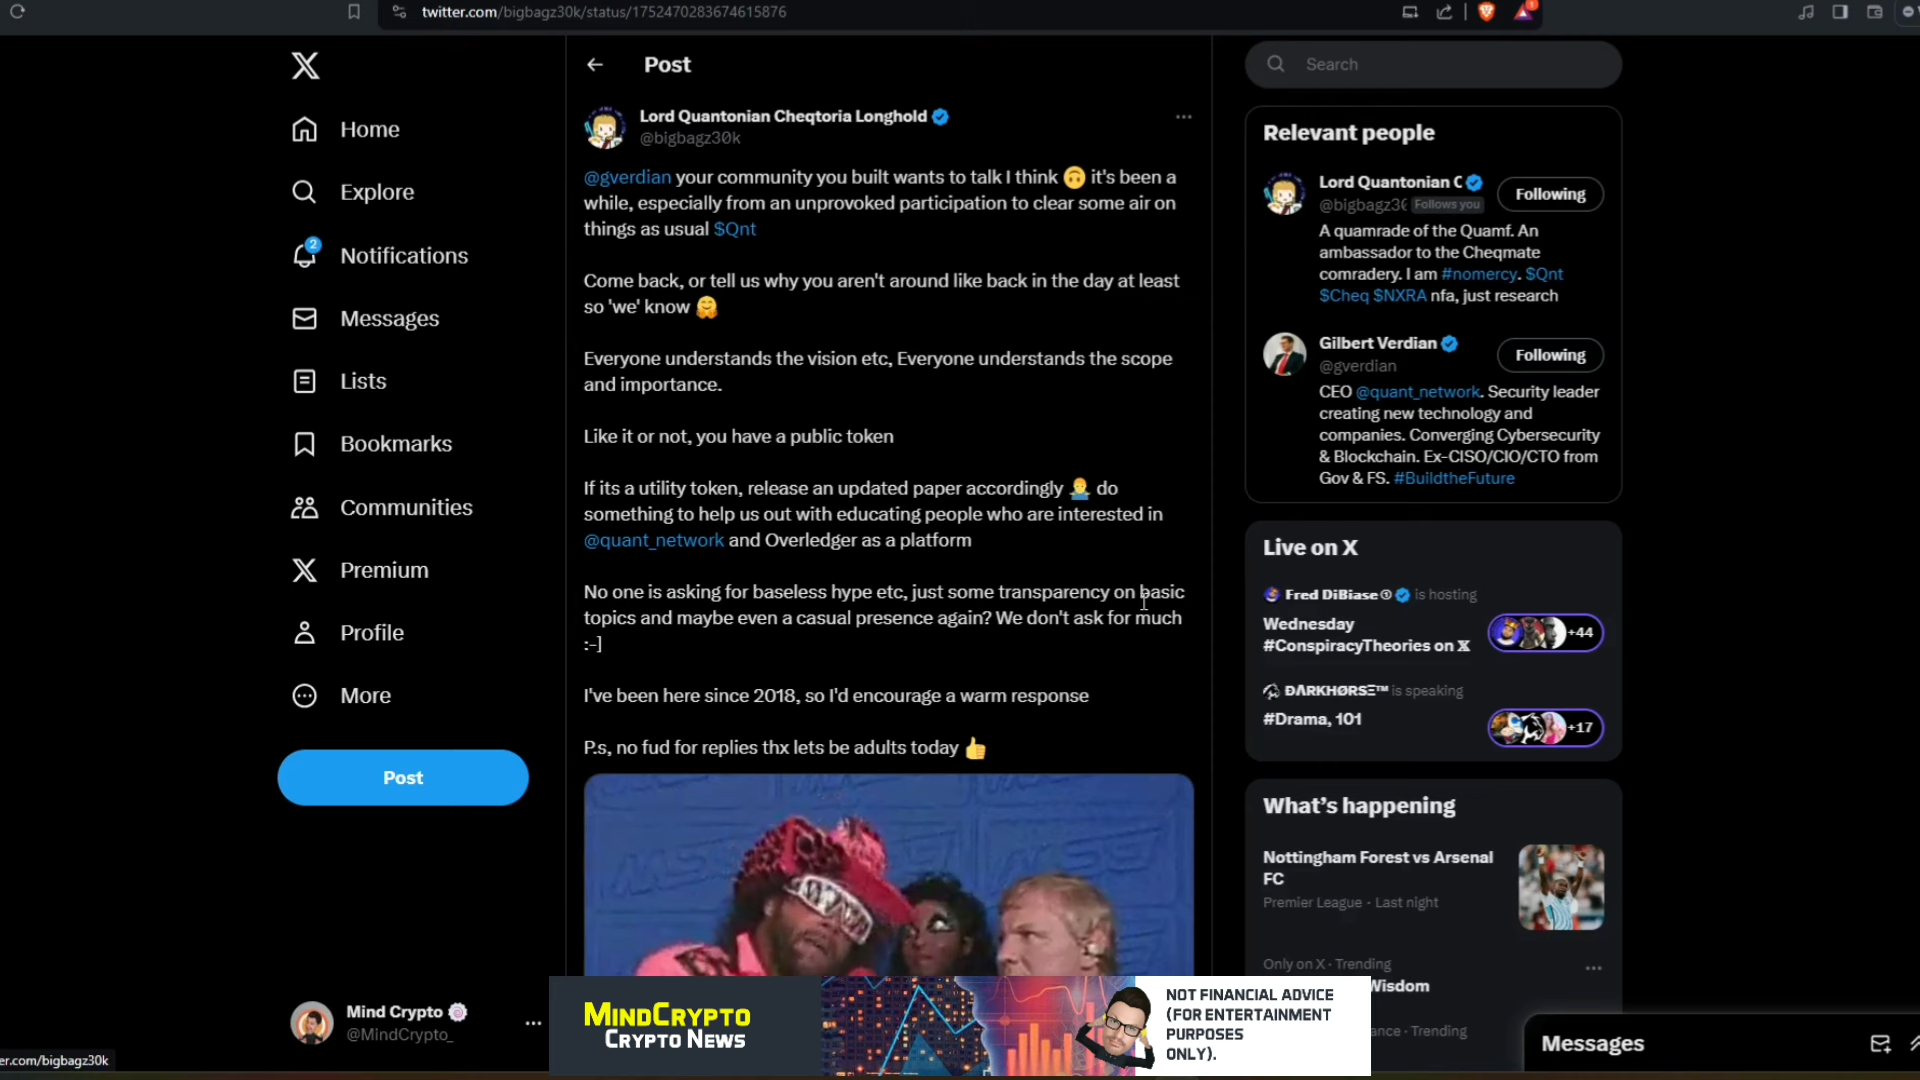 twitter.com/bigbagz30k/status/1752470283674615876
Home
Explore
2
Notifications
Messages
Lists
Bookmarks
Communities
Premium
Profile
More
Post
Mind Crypto
@MindCrypto_
er.com/bigbagz30k
Post
Lord Quantonian Cheqtoria Longhold
@bigbagz30k
@gverdian your community you built wants to talk I think 🙃 it's been a
while, especially from an unprovoked participation to clear some air on
things as usual $Qnt
Come back, or tell us why you aren't around like back in the day at least
so 'we' know 🤗
Everyone understands the vision etc, Everyone understands the scope
and importance.
Like it or not, you have a public token
If its a utility token, release an updated paper accordingly 🤷‍♂️ do
something to help us out with educating people who are interested in
@quant_network and Overledger as a platform
No one is asking for baseless hype etc, just some transparency on basic
topics and maybe even a casual presence again? We don't ask for much
:-]
I've been here since 2018, so I'd encourage a warm response
P.s, no fud for replies thx lets be adults today 👍
MINDCRYPTO
CRYPTO NEWS
NOT FINANCIAL ADVICE
(FOR ENTERTAINMENT
PURPOSES
ONLY).
Search
Relevant people
Lord Quantonian C
Following
@bigbagz3 Follows you
A quamrade of the Quamf. An
ambassador to the Cheqmate
comradery. I am #nomercy. $Qnt
$Cheq $NXRA nfa, just research
Gilbert Verdian
Following
@gverdian
CEO @quant_network. Security leader
creating new technology and
companies. Converging Cybersecurity
& Blockchain. Ex-CISO/CIO/CTO from
Gov & FS. #BuildtheFuture
Live on X
Fred DiBiase is hosting
Wednesday
#ConspiracyTheories on 𝕏
+44
DΛRKHØRSΞ™ is speaking
#Drama, 101
+17
What's happening
Nottingham Forest vs Arsenal
FC
Premier League · Last night
Only on X · Trending
Wisdom
ance · Trending
Messages